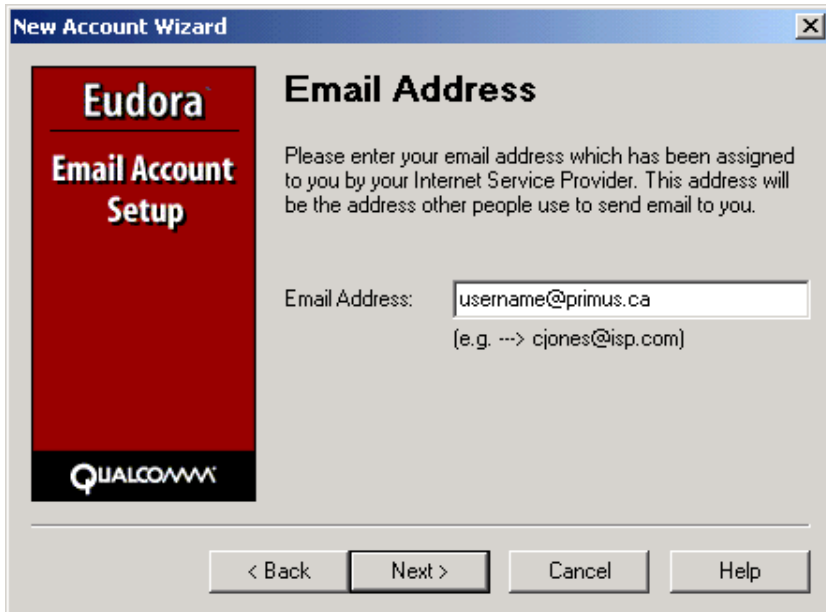 New Account Wizard
Eudora
Email Account
Setup
QUALCOMM
Email Address
Please enter your email address which has been assigned
to you by your Internet Service Provider. This address will
be the address other people use to send email to you.
Email Address: username@primus.ca
(e.g. ---> cjones@isp.com)
< Back Next > Cancel Help